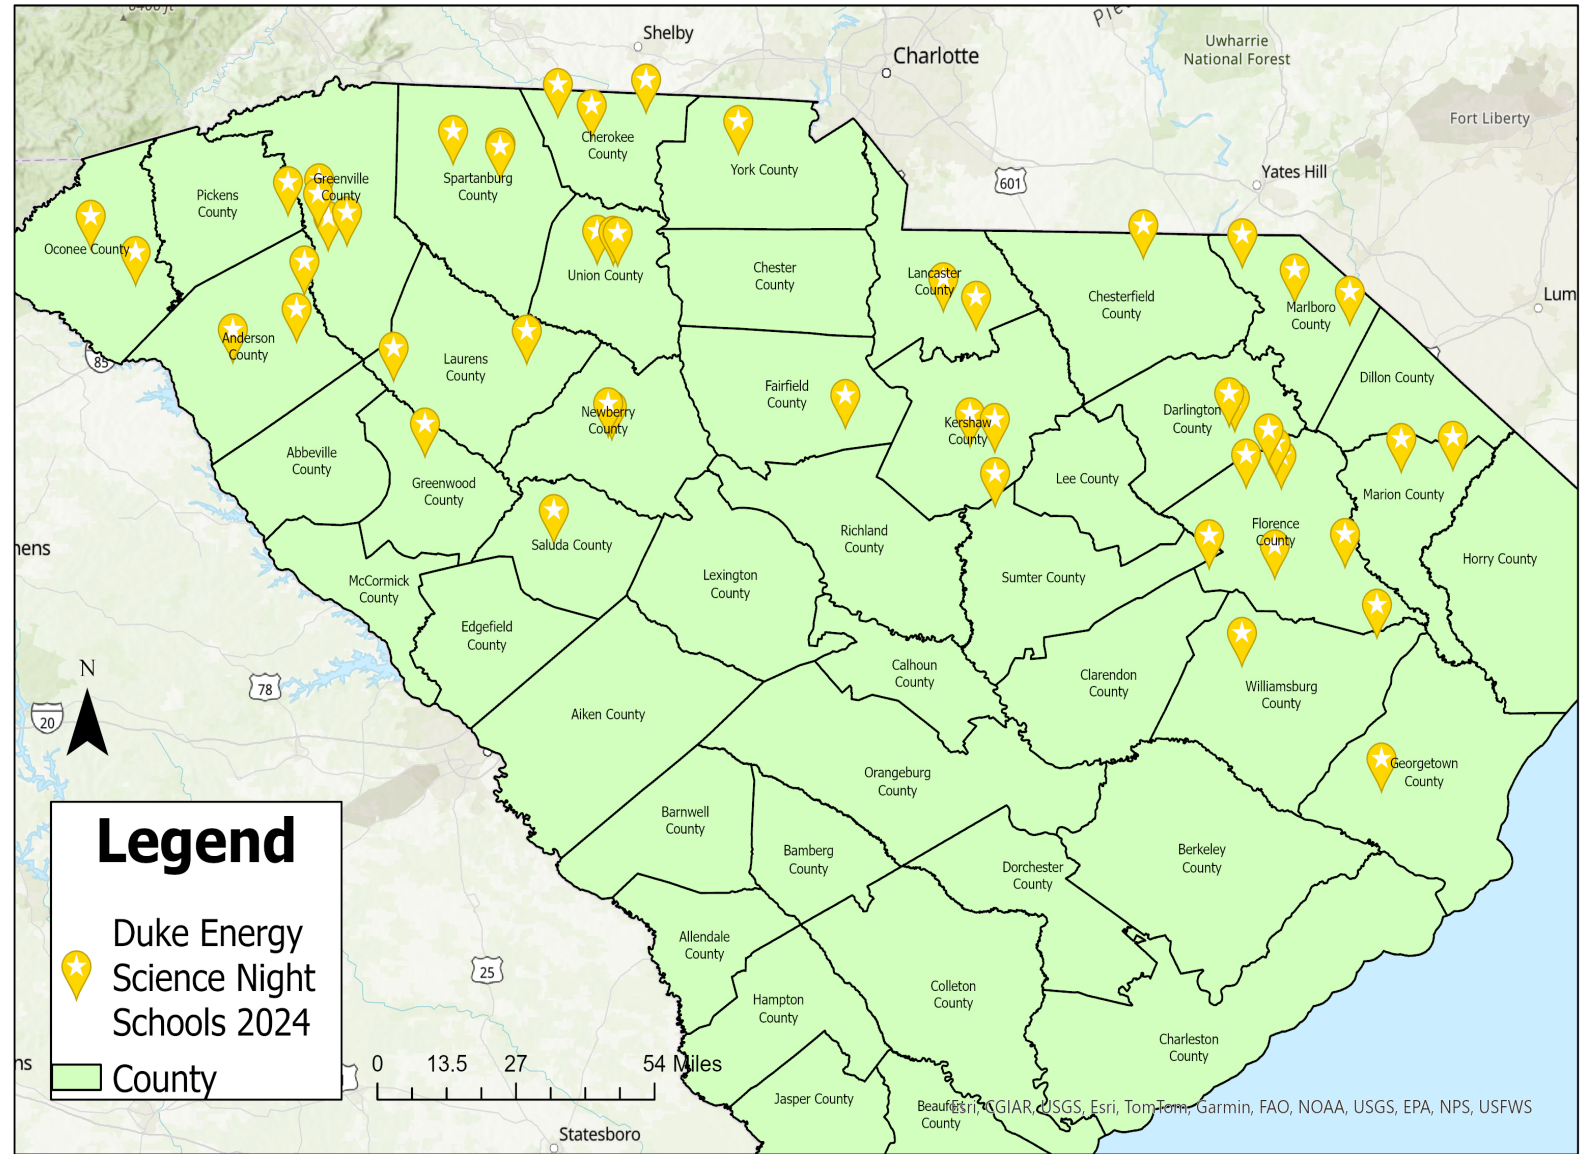 6400 ft
Shelby
Charlotte
Uwharrie
National Forest
Fort Liberty
Yates Hill
601
Lum
Cherokee
County
York County
Spartanburg
County
Greenville
County
Pickens
County
Oconee County
Union County
Chester
County
Lancaster
County
Chesterfield
County
Marlboro
County
Dillon County
Anderson
County
85
Laurens
County
Fairfield
County
Newberry
County
Kershaw
County
Darlington
County
Abbeville
County
Greenwood
County
Lee County
Marion County
Saluda County
Richland
County
Florence
County
Horry County
hens
McCormick
County
Lexington
County
Sumter County
Edgefield
County
Calhoun
County
Clarendon
County
Williamsburg
County
N
78
20
Aiken County
Orangeburg
County
Georgetown
County
Barnwell
County
Bamberg
County
Dorchester
County
Berkeley
County
Allendale
County
25
Hampton
County
Colleton
County
Charleston
County
Jasper County
Beaufort
County
Legend
Duke Energy
Science Night
Schools 2024
County
ns
0 13.5 27 54 Miles
Statesboro
Esri, CGIAR, USGS, Esri, TomTom, Garmin, FAO, NOAA, USGS, EPA, NPS, USFWS